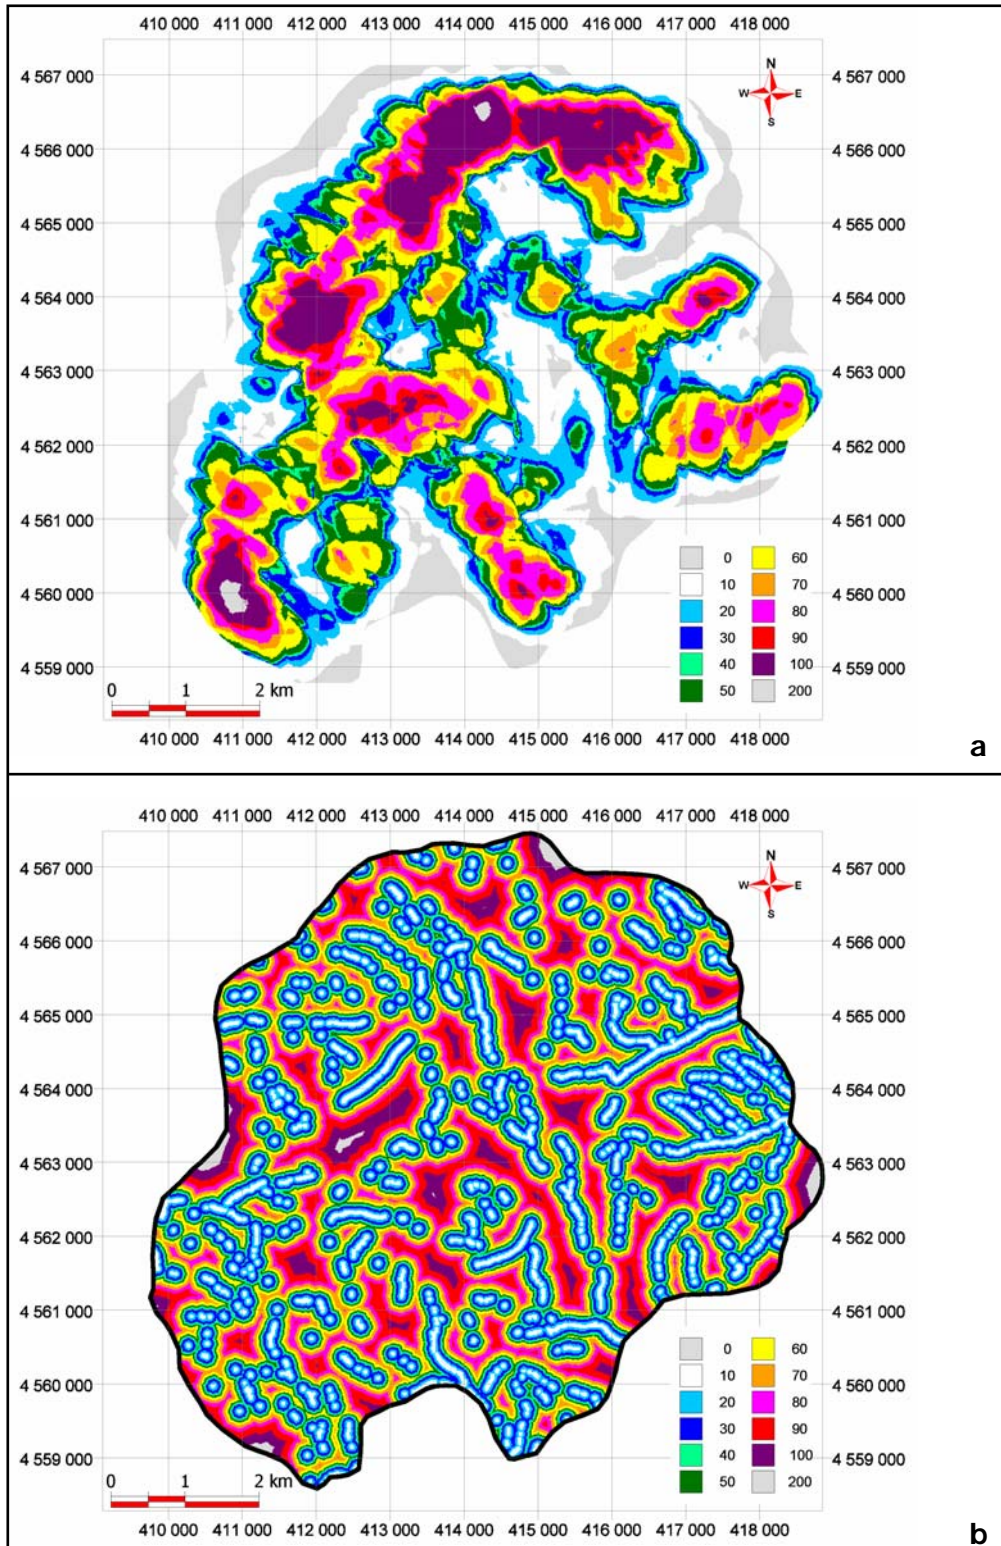 410 000 411 000 412 000 413 000 414 000 415 000 416 000 417 000 418 000
4 567 000 N 4 567 000
W E
S
4 566 000 4 566 000
4 565 000 4 565 000
4 564 000 4 564 000
4 563 000 4 563 000
4 562 000 4 562 000
4 561 000 4 561 000
0 60
10 70
4 560 000 20 80 4 560 000
30 90
4 559 000 40 100 4 559 000
0 1 2 km 50 200
410 000 411 000 412 000 413 000 414 000 415 000 416 000 417 000 418 000
a
410 000 411 000 412 000 413 000 414 000 415 000 416 000 417 000 418 000
4 567 000 N 4 567 000
W E
S
4 566 000 4 566 000
4 565 000 4 565 000
4 564 000 4 564 000
4 563 000 4 563 000
4 562 000 4 562 000
4 561 000 4 561 000
0 60
10 70
4 560 000 20 80 4 560 000
30 90
4 559 000 40 100 4 559 000
0 1 2 km 50 200
410 000 411 000 412 000 413 000 414 000 415 000 416 000 417 000 418 000
b